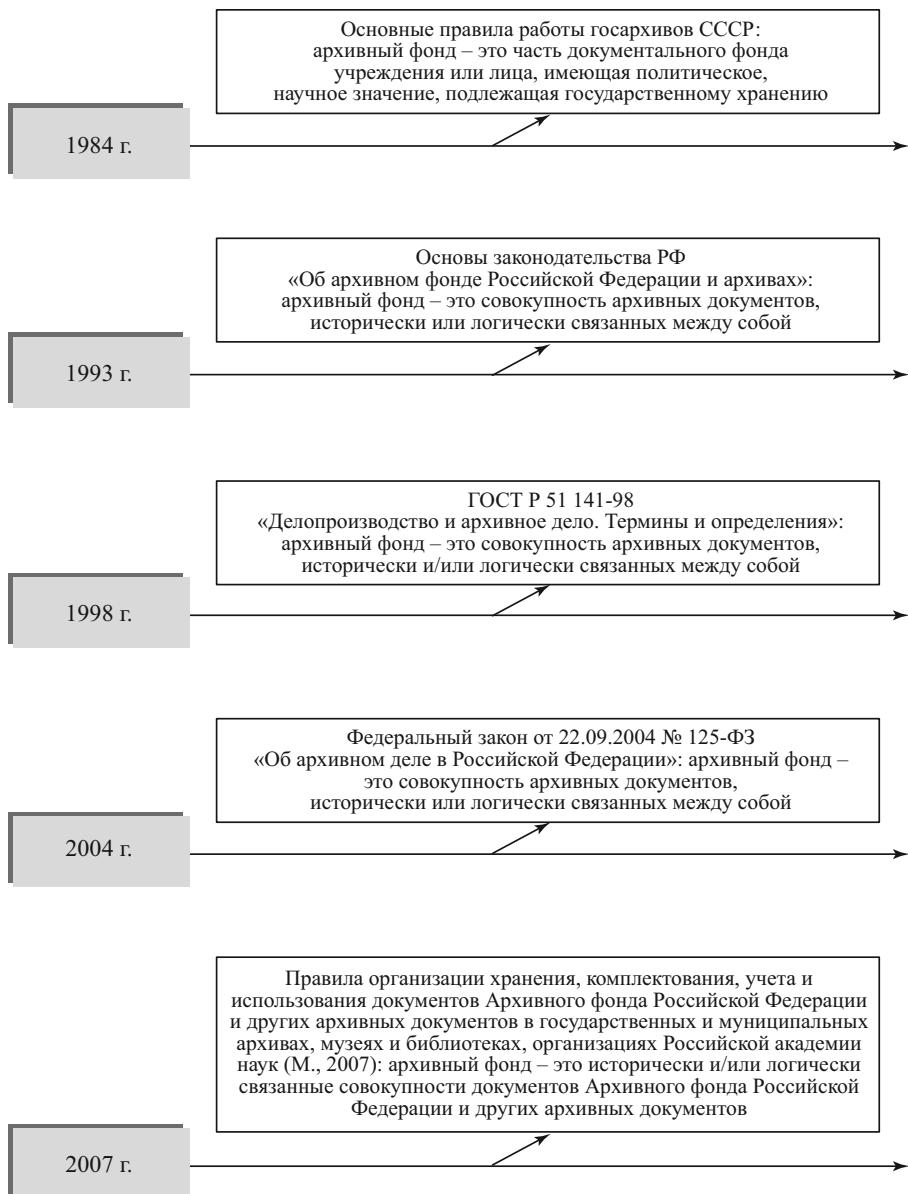 Основные правила работы госархивов СССР:
архивный фонд – это часть документального фонда
учреждения или лица, имеющая политическое,
научное значение, подлежащая государственному хранению
1984 г.
Основы законодательства РФ
«Об архивном фонде Российской Федерации и архивах»:
архивный фонд – это совокупность архивных документов,
исторически или логически связанных между собой
1993 г.
ГОСТ Р 51 141-98
«Делопроизводство и архивное дело. Термины и определения»:
архивный фонд – это совокупность архивных документов,
исторически и/или логически связанных между собой
1998 г.
Федеральный закон от 22.09.2004 № 125-ФЗ
«Об архивном деле в Российской Федерации»: архивный фонд –
это совокупность архивных документов,
исторически или логически связанных между собой
2004 г.
Правила организации хранения, комплектования, учета и
использования документов Архивного фонда Российской Федерации
и других архивных документов в государственных и муниципальных
архивах, музеях и библиотеках, организациях Российской академии
наук (М., 2007): архивный фонд – это исторически и/или логически
связанные совокупности документов Архивного фонда Российской
Федерации и других архивных документов
2007 г.